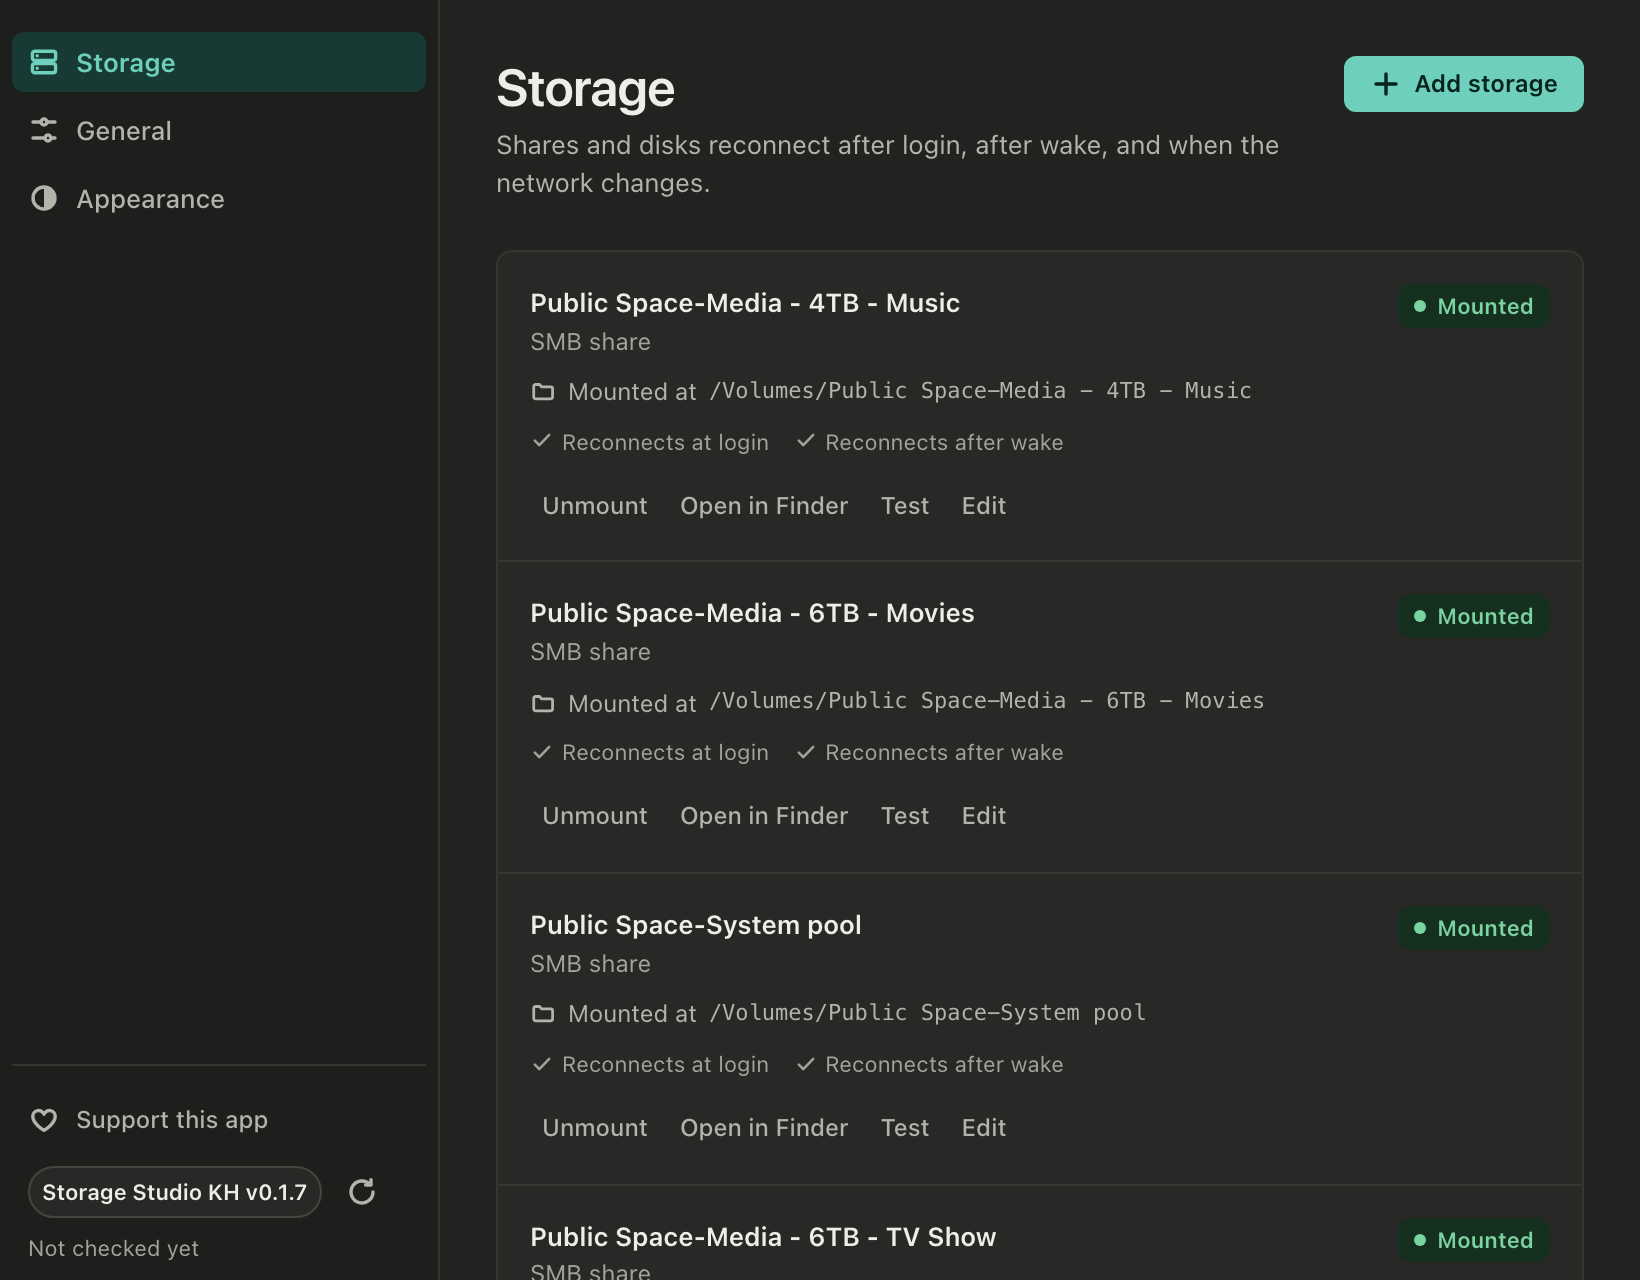 Storage
General
Appearance
Support this app
Storage Studio KH v0.1.7
Not checked yet
Storage
Add storage
Shares and disks reconnect after login, after wake, and when the
network changes.
Public Space-Media - 4TB - Music
Mounted
SMB share
Mounted at /Volumes/Public Space-Media - 4TB - Music
Reconnects at login Reconnects after wake
Unmount Open in Finder Test Edit
Public Space-Media - 6TB - Movies
Mounted
SMB share
Mounted at /Volumes/Public Space-Media - 6TB - Movies
Reconnects at login Reconnects after wake
Unmount Open in Finder Test Edit
Public Space-System pool
Mounted
SMB share
Mounted at /Volumes/Public Space-System pool
Reconnects at login Reconnects after wake
Unmount Open in Finder Test Edit
Public Space-Media - 6TB - TV Show
Mounted
SMB share